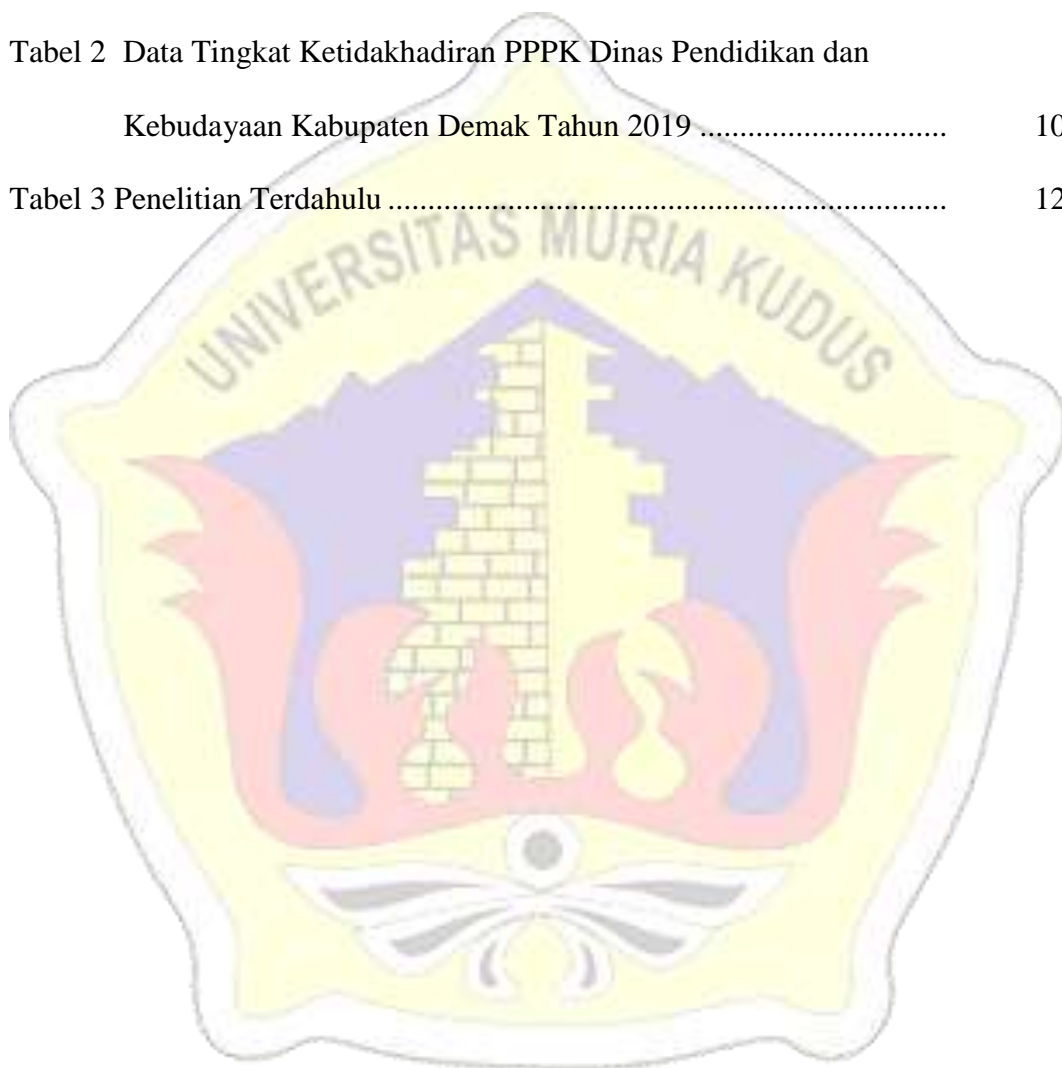 Tabel 2  Data Tingkat Ketidakhadiran PPPK Dinas Pendidikan dan
Kebudayaan Kabupaten Demak Tahun 2019 .............................. 10
Tabel 3 Penelitian Terdahulu .................................................................. 12
UNIVERSITAS MURIA KUDUS